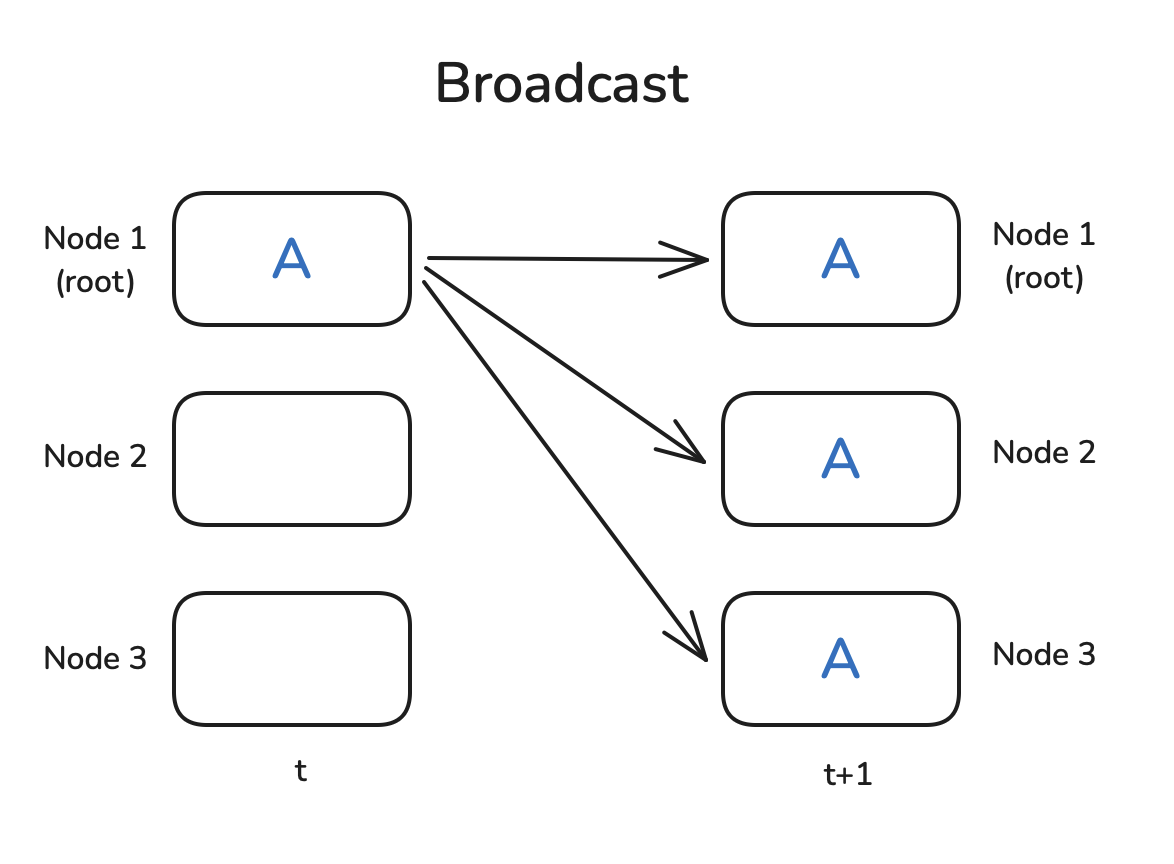 Broadcast
Node 1
(root)
A
A
Node 1
(root)
Node 2
A
Node 2
Node 3
A
Node 3
t
t+1